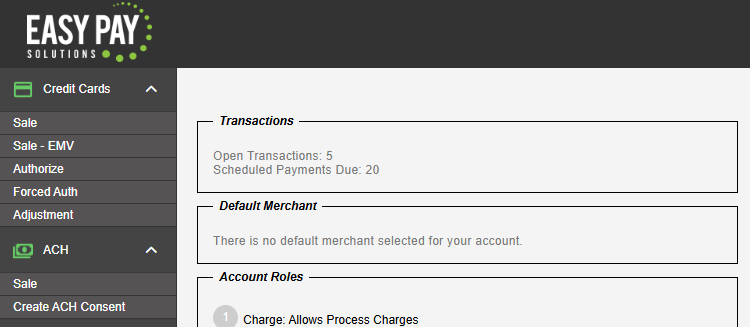 EASY PAY
SOLUTIONS
Credit Cards
Sale
Sale - EMV
Authorize
Forced Auth
Adjustment
ACH
Sale
Create ACH Consent
Transactions
Open Transactions: 5
Scheduled Payments Due: 20
Default Merchant
There is no default merchant selected for your account.
Account Roles
1 Charge: Allows Process Charges